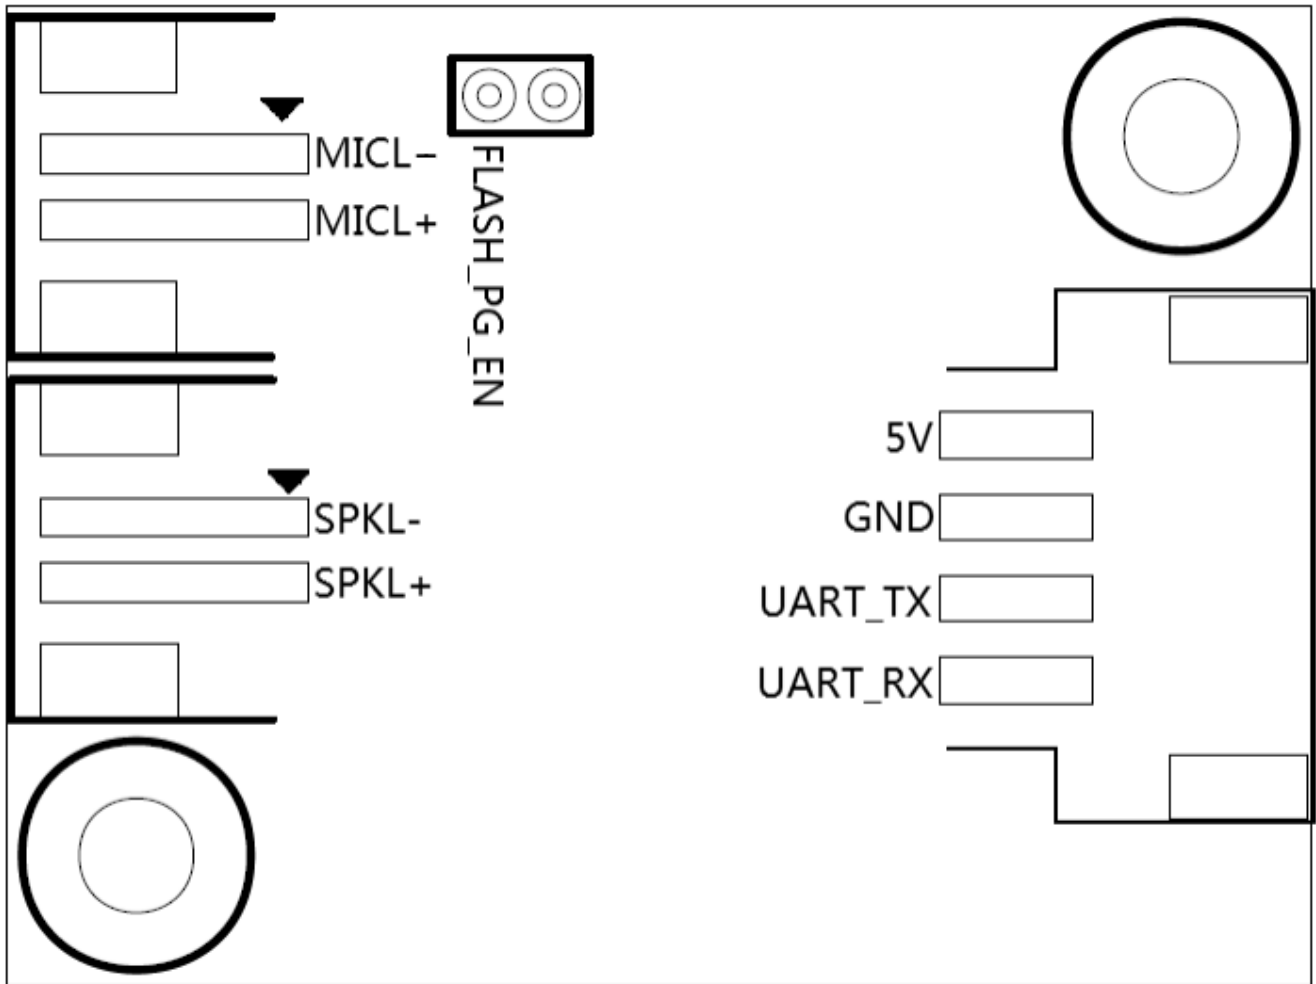 MICL-
MICL+
FLASH_PG_EN
SPKL-
SPKL+
5V
GND
UART_TX
UART_RX